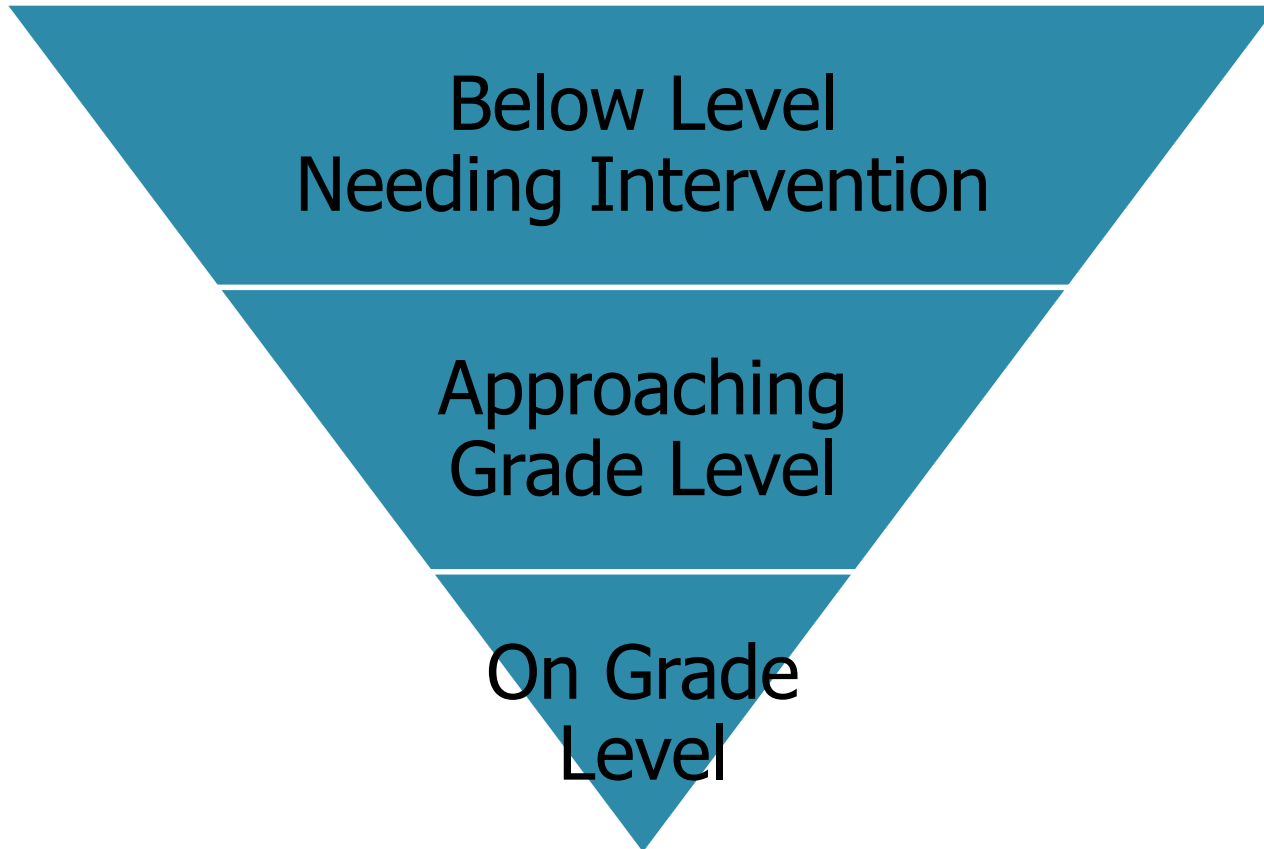 Below Level
Needing Intervention
Approaching
Grade Level
On Grade
Level